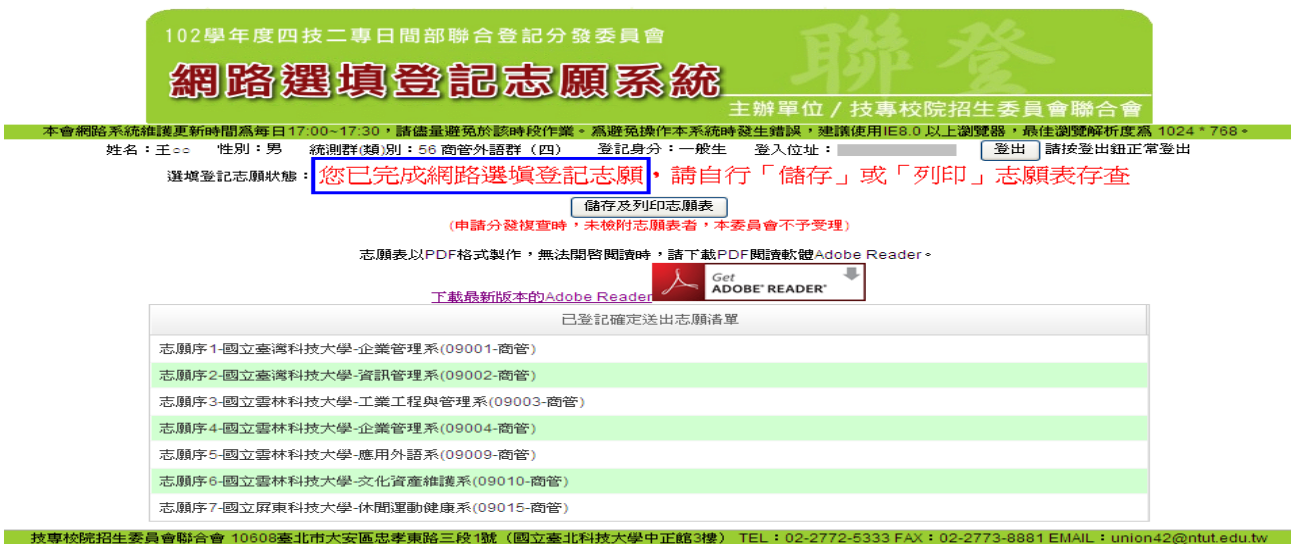 102學年度四技二專日間部聯合登記分發委員會
聯登
網路選填登記志願系統
主辦單位/技專校院招生委員會聯合會
本會網路系統維護更新時間為每日17:00~17:30，請儘量避免於該時段作業。為避免操作本系統時發生錯誤，建議使用IE8.0以上瀏覽器，最佳瀏覽解析度為 1024 * 768。
姓名：王○○ 性別：男 統測群(類)別：56 商管外語群（四） 登記身分：一般生 登入位址： 登出 請按登出鈕正常登出
選填登記志願狀態：您已完成網路選填登記志願，請自行「儲存」或「列印」志願表存查
儲存及列印志願表
(申請分發複查時，未檢附志願表者，本委員會不予受理)
志願表以PDF格式製作，無法開啓閱讀時，請下載PDF閱讀軟體Adobe Reader。
下載最新版本的Adobe Reader Get ADOBE® READER®
已登記確定送出志願清單
志願序1-國立臺灣科技大學-企業管理系(09001-商管)
志願序2-國立臺灣科技大學-資訊管理系(09002-商管)
志願序3-國立雲林科技大學-工業工程與管理系(09003-商管)
志願序4-國立雲林科技大學-企業管理系(09004-商管)
志願序5-國立雲林科技大學-應用外語系(09009-商管)
志願序6-國立雲林科技大學-文化資產維護系(09010-商管)
志願序7-國立屏東科技大學-休閒運動健康系(09015-商管)
技專校院招生委員會聯合會 10608臺北市大安區忠孝東路三段1號（國立臺北科技大學中正館3樓） TEL：02-2772-5333 FAX：02-2773-8881 EMAIL：union42@ntut.edu.tw